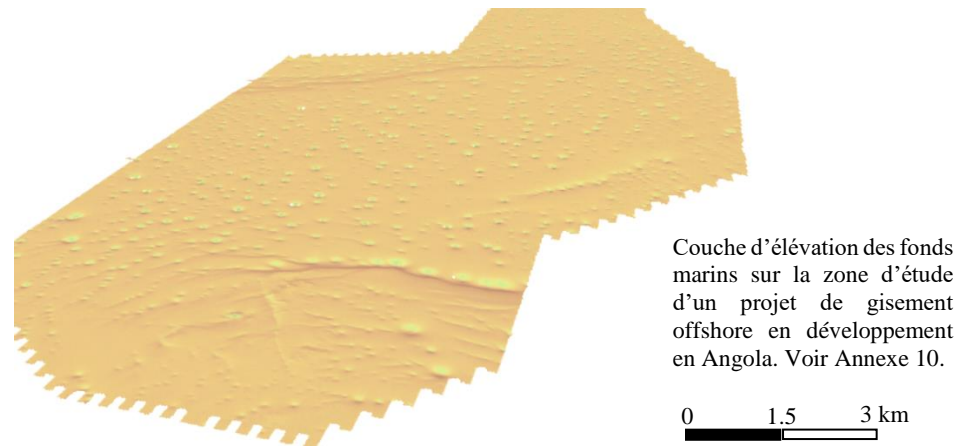 Couche d’élévation des fonds
marins sur la zone d’étude
d’un projet de gisement
offshore en développement
en Angola. Voir Annexe 10.
0 1.5 3 km